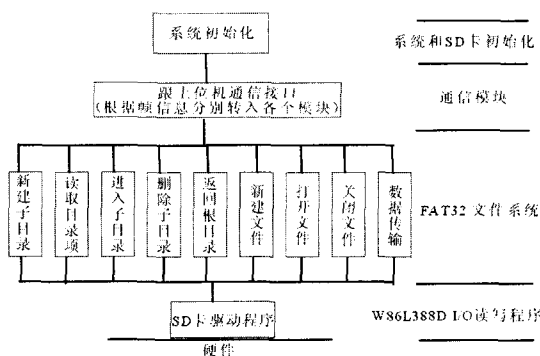 系统初始化
系统和SD卡初始化
跟上位机通信接口
(根据帧信息分别转入各个模块)
通信模块
新建子目录
读取目录项
进入子目录
删除子目录
返回根目录
新建文件
打开文件
关闭文件
数据传输
FAT32文件系统
SD卡驱动程序
W86L388D I/O读写程序
硬件